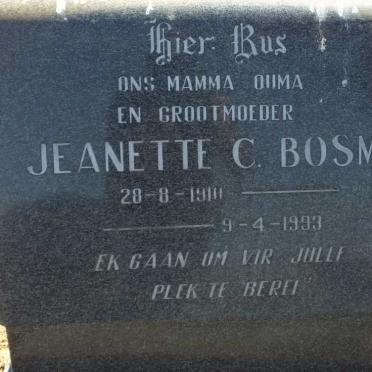 Hier Rus
ONS MAMMA OUMA
EN GROOTMOEDER
JEANETTE C. BOSM
28-8-1910
9-4-1993
EK GAAN OM VIR JULLE
PLEK TE BEREI"